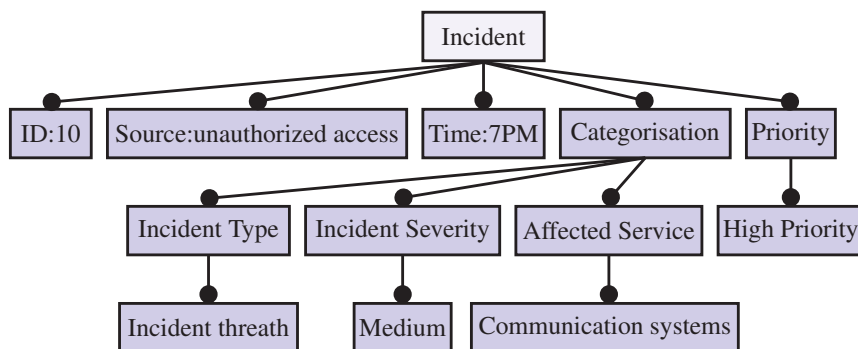 Incident
ID:10
Source:unauthorized access
Time:7PM
Categorisation
Priority
Incident Type
Incident Severity
Affected Service
High Priority
Incident threath
Medium
Communication systems